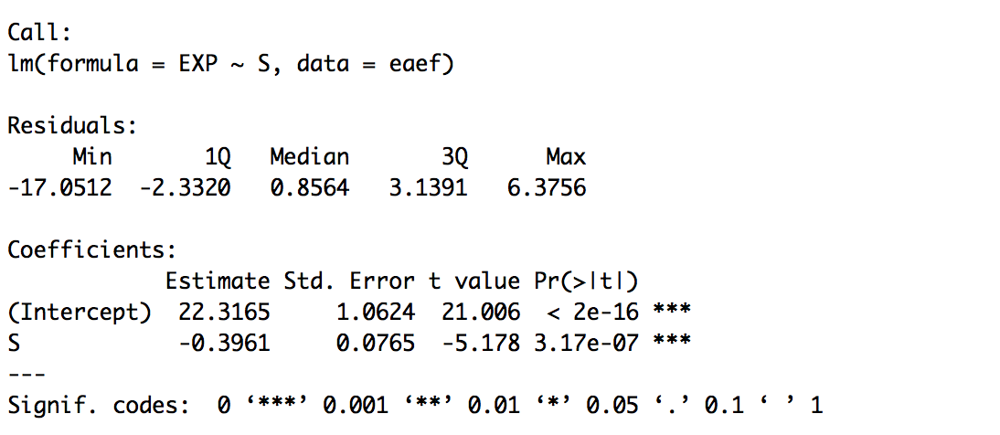 Call:
lm(formula = EXP ~ S, data = eaef)
Residuals:
     Min       1Q   Median       3Q      Max
-17.0512  -2.3320   0.8564   3.1391   6.3756
Coefficients:
            Estimate Std. Error t value Pr(>|t|)
(Intercept)  22.3165     1.0624  21.006  < 2e-16 ***
S            -0.3961     0.0765  -5.178 3.17e-07 ***
---
Signif. codes:  0 ‘***’ 0.001 ‘**’ 0.01 ‘*’ 0.05 ‘.’ 0.1 ‘ ’ 1